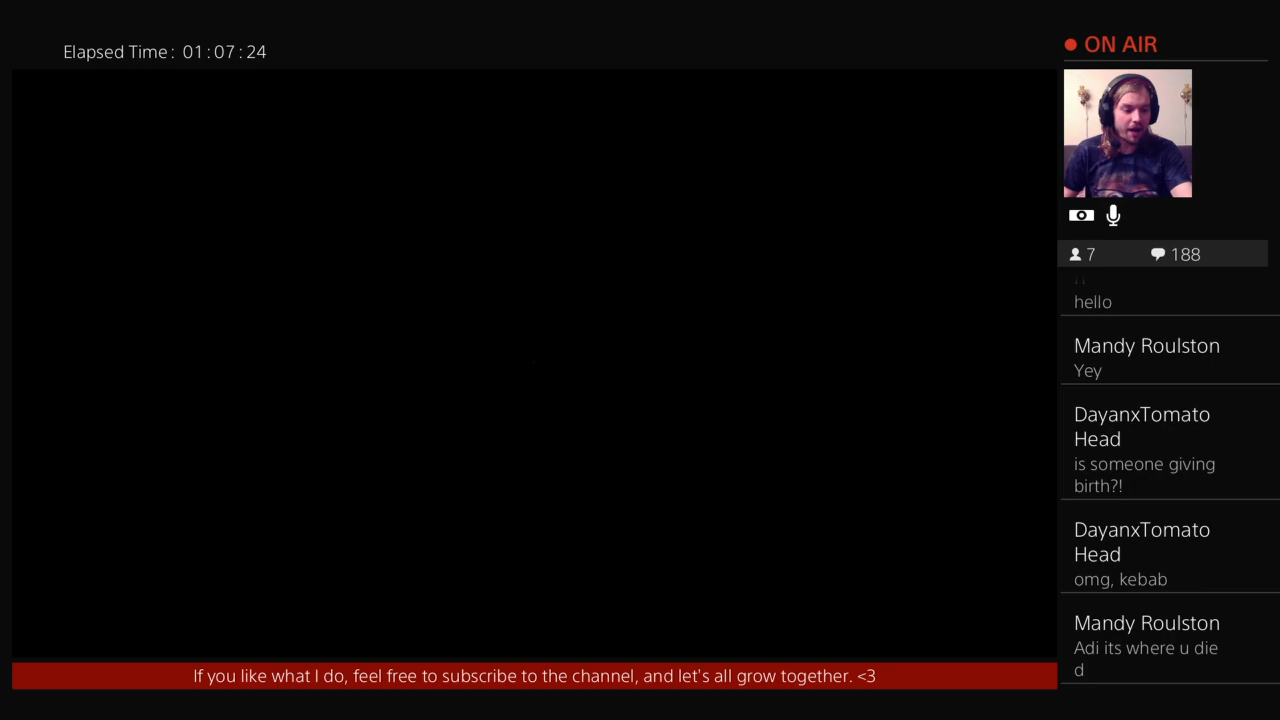 Elapsed Time: 01:07:24
ON AIR
7
188
hello
Mandy Roulston
Yey
DayanxTomato
Head
is someone giving
birth?!
DayanxTomato
Head
omg, kebab
Mandy Roulston
Adi its where u die
d
If you like what I do, feel free to subscribe to the channel, and let's all grow together. <3